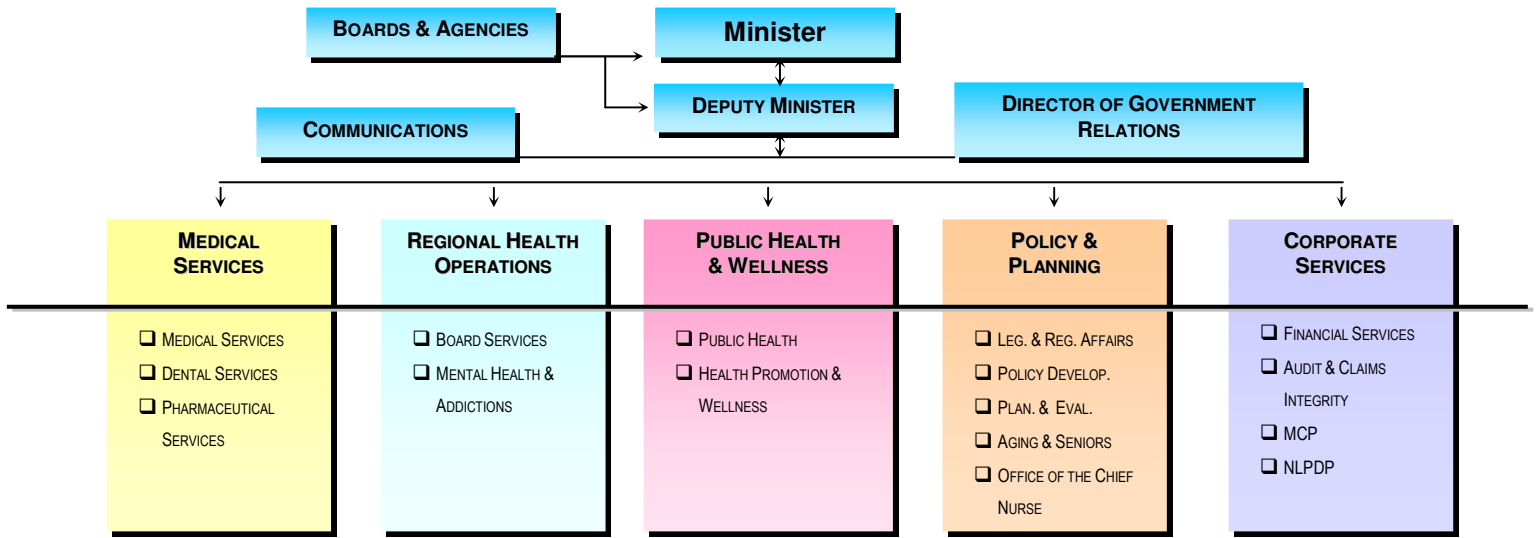 BOARDS & AGENCIES
Minister
DEPUTY MINISTER
COMMUNICATIONS
DIRECTOR OF GOVERNMENT
RELATIONS
MEDICAL
SERVICES
❑ MEDICAL SERVICES
❑ DENTAL SERVICES
❑ PHARMACEUTICAL
SERVICES
REGIONAL HEALTH
OPERATIONS
❑ BOARD SERVICES
❑ MENTAL HEALTH &
ADDICTIONS
PUBLIC HEALTH
& WELLNESS
❑ PUBLIC HEALTH
❑ HEALTH PROMOTION &
WELLNESS
POLICY &
PLANNING
❑ LEG. & REG. AFFAIRS
❑ POLICY DEVELOP.
❑ PLAN. & EVAL.
❑ AGING & SENIORS
❑ OFFICE OF THE CHIEF
NURSE
CORPORATE
SERVICES
❑ FINANCIAL SERVICES
❑ AUDIT & CLAIMS
INTEGRITY
❑ MCP
❑ NLPDP